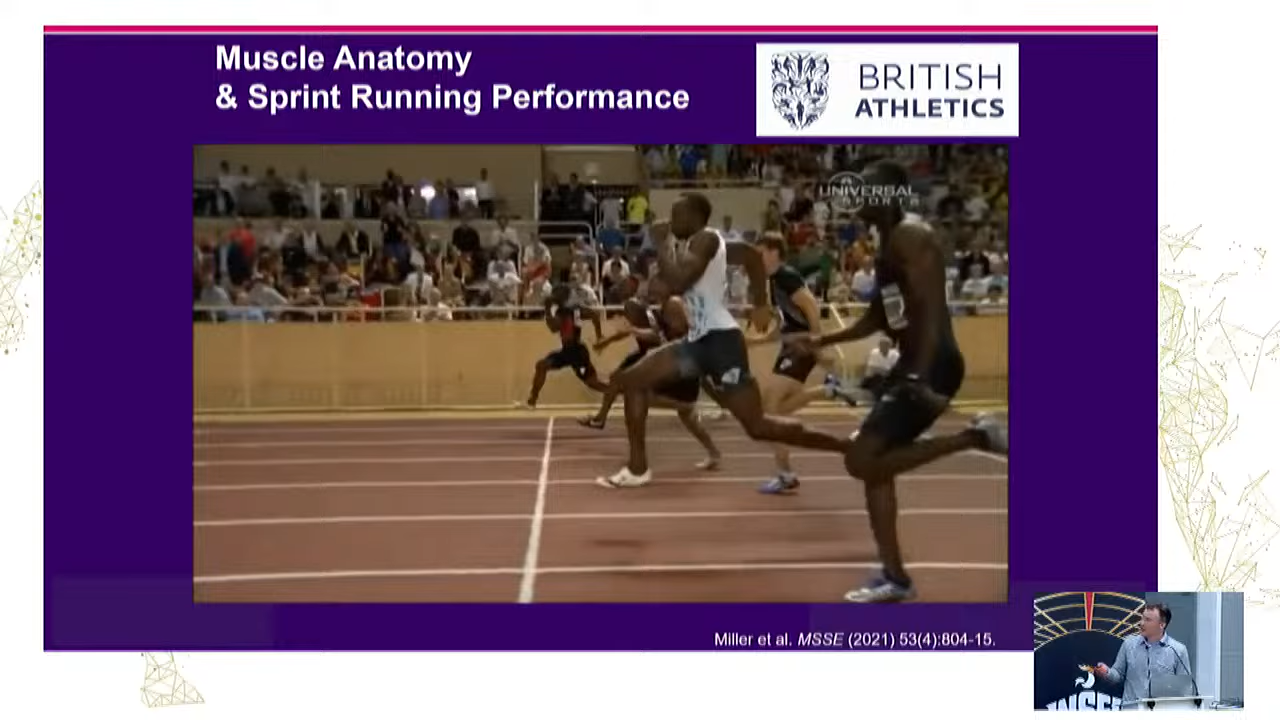 Muscle Anatomy
& Sprint Running Performance
BRITISH
ATHLETICS
UNIVERSAL
SPORTS
Miller et al. MSSE (2021) 53(4):804-15.